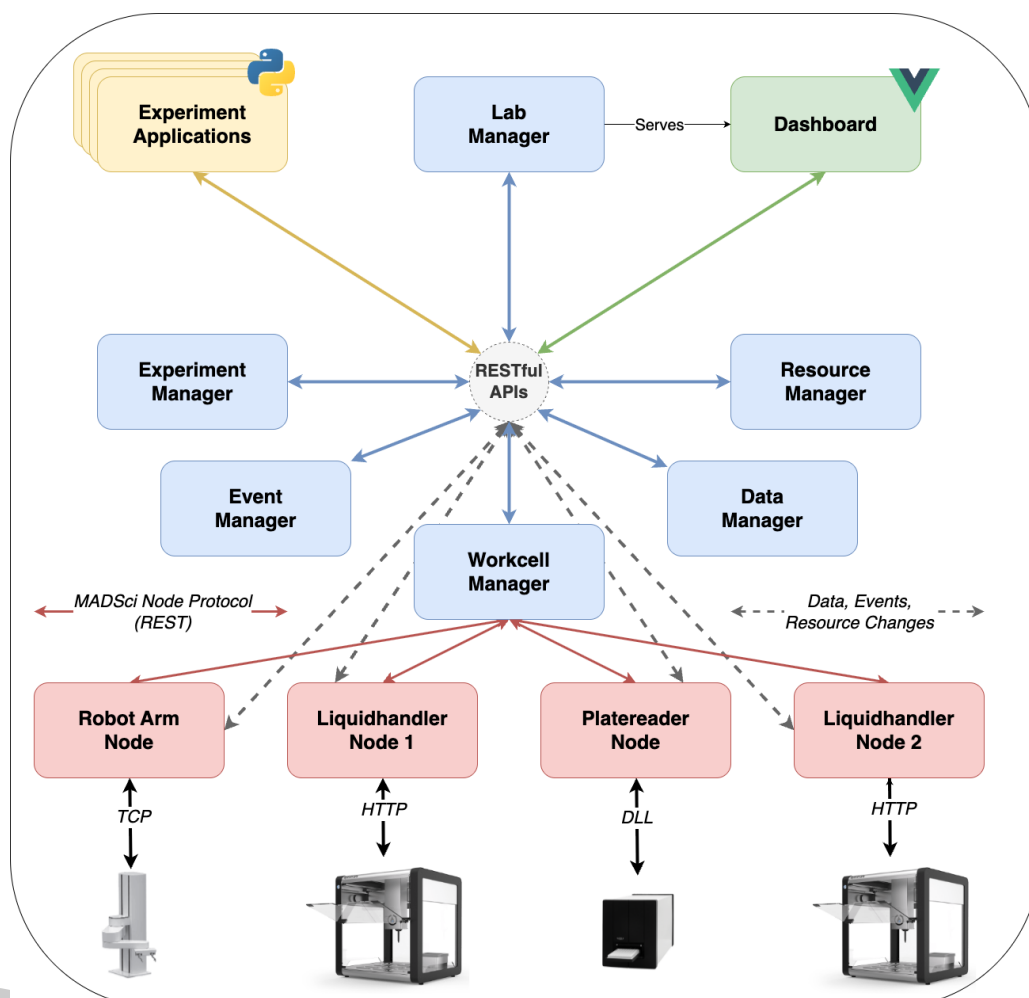 Experiment
Applications
Lab
Manager
Serves
Dashboard
RESTful
APIs
Experiment
Manager
Resource
Manager
Event
Manager
Data
Manager
Workcell
Manager
MADSci Node Protocol
(REST)
Data, Events,
Resource Changes
Robot Arm
Node
Liquidhandler
Node 1
Platereader
Node
Liquidhandler
Node 2
TCP
HTTP
DLL
HTTP